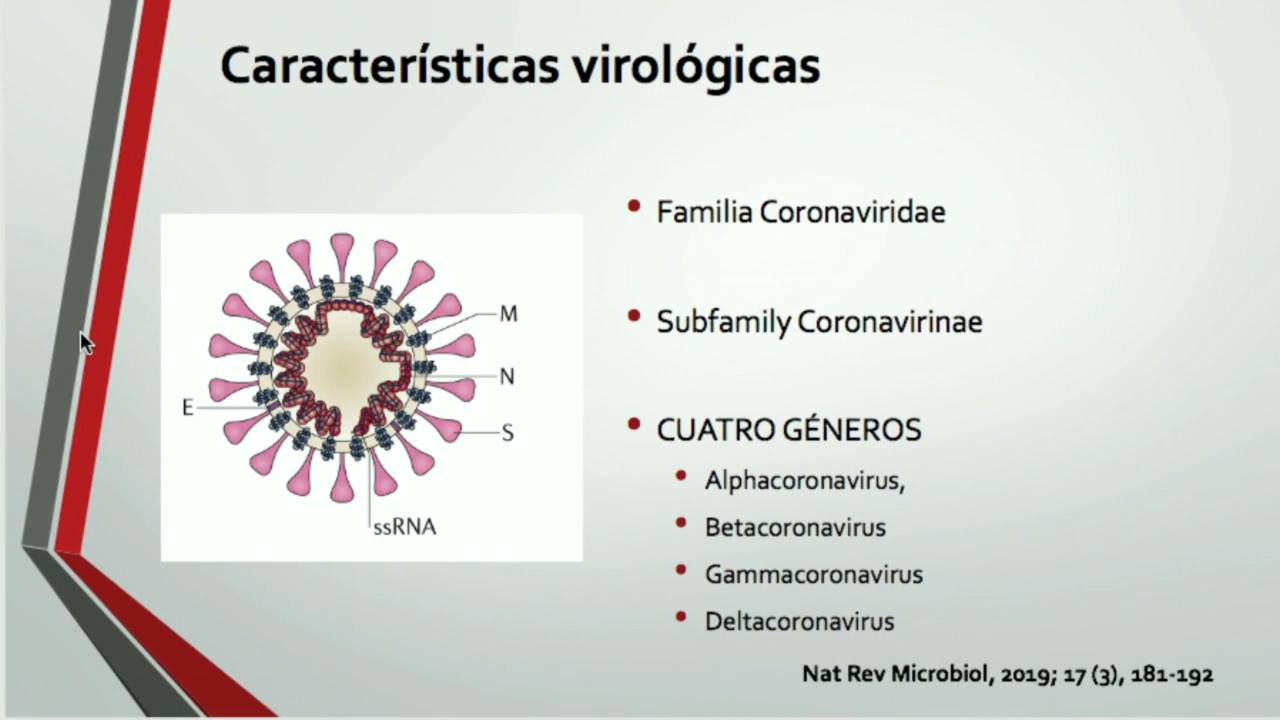 Características virológicas
Familia Coronaviridae
Subfamily Coronavirinae
CUATRO GÉNEROS
Alphacoronavirus,
Betacoronavirus
Gammacoronavirus
Deltacoronavirus
M
N
S
E
ssRNA
Nat Rev Microbiol, 2019; 17 (3), 181-192